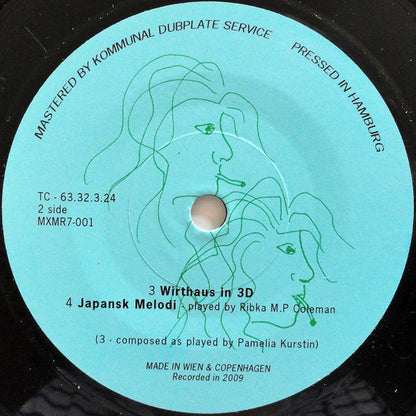 MASTERED BY KOMMUNAL DUBPLATE SERVICE
PRESSED IN HAMBURG
TC - 63.32.3.24
2 side
MXMR7-001
3 Wirthaus in 3D
4 Japansk Melodi - played by Ribka M.P Coleman
(3 - composed as played by Pamelia Kurstin)
MADE IN WIEN & COPENHAGEN
Recorded in 2009